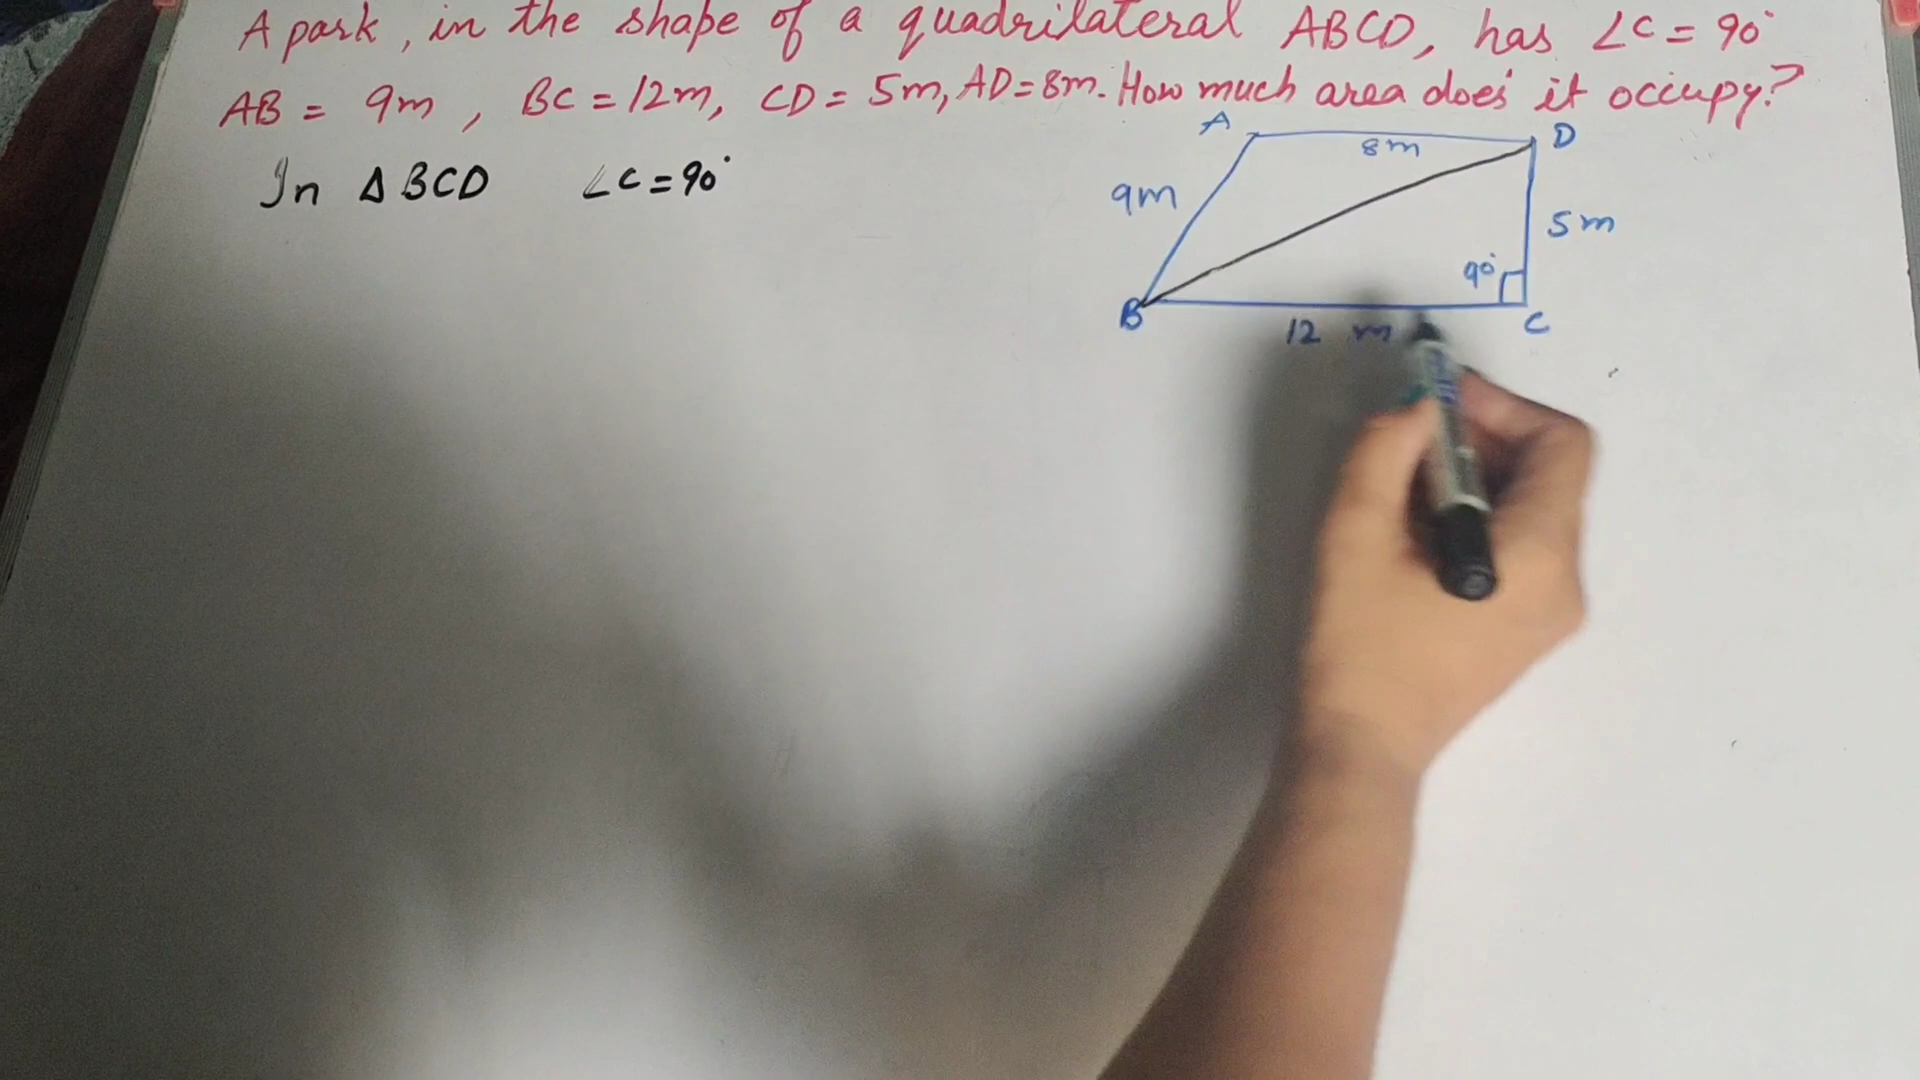 A park, in the shape of a quadrilateral ABCD, has ∠C = 90°
AB = 9m, BC = 12m, CD = 5m, AD = 8m. How much area does it occupy?
In Δ BCD ∠C = 90°
A
D
8m
9m
5m
90°
B
12 m
C